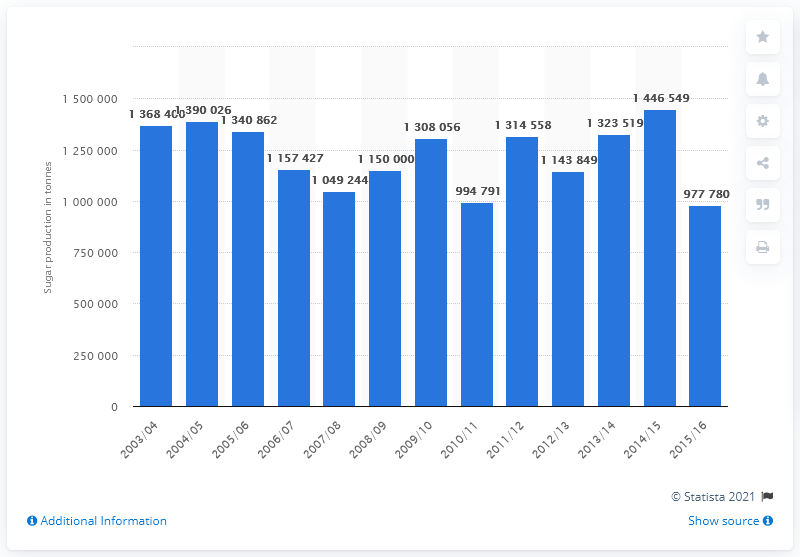 1 500 000
1 250 000
1 000 000
750 000
500 000
250 000
0
Sugar production in tonnes
1 368 400
1 390 026
1 340 862
1 157 427
1 049 244
1 150 000
1 308 056
994 791
1 314 558
1 143 849
1 323 519
1 446 549
977 780
2003/04
2004/05
2005/06
2006/07
2007/08
2008/09
2009/10
2010/11
2011/12
2012/13
2013/14
2014/15
2015/16
© Statista 2021
Additional Information
Show source